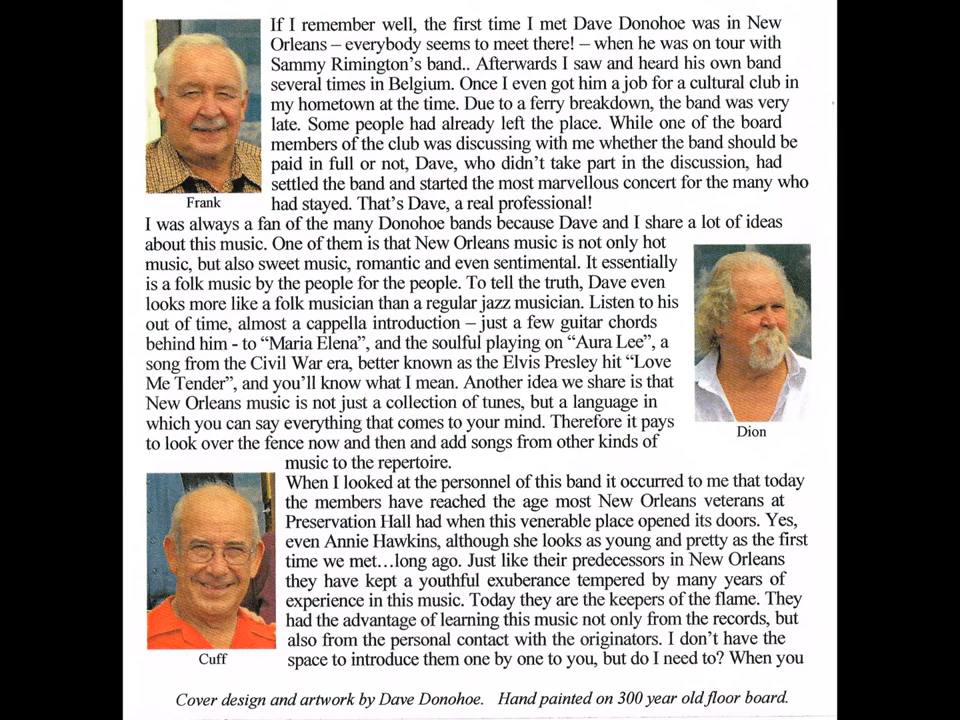 If I remember well, the first time I met Dave Donohoe was in New
Orleans – everybody seems to meet there! – when he was on tour with
Sammy Rimington's band.. Afterwards I saw and heard his own band
several times in Belgium. Once I even got him a job for a cultural club in
my hometown at the time. Due to a ferry breakdown, the band was very
late. Some people had already left the place. While one of the board
members of the club was discussing with me whether the band should be
paid in full or not, Dave, who didn't take part in the discussion, had
settled the band and started the most marvellous concert for the many who
had stayed. That's Dave, a real professional!
Frank
I was always a fan of the many Donohoe bands because Dave and I share a lot of ideas
about this music. One of them is that New Orleans music is not only hot
music, but also sweet music, romantic and even sentimental. It essentially
is a folk music by the people for the people. To tell the truth, Dave even
looks more like a folk musician than a regular jazz musician. Listen to his
out of time, almost a cappella introduction – just a few guitar chords
behind him - to “Maria Elena”, and the soulful playing on “Aura Lee”, a
song from the Civil War era, better known as the Elvis Presley hit “Love
Me Tender”, and you'll know what I mean. Another idea we share is that
New Orleans music is not just a collection of tunes, but a language in
which you can say everything that comes to your mind. Therefore it pays
to look over the fence now and then and add songs from other kinds of
music to the repertoire.
Dion
When I looked at the personnel of this band it occurred to me that today
the members have reached the age most New Orleans veterans at
Preservation Hall had when this venerable place opened its doors. Yes,
even Annie Hawkins, although she looks as young and pretty as the first
time we met…long ago. Just like their predecessors in New Orleans
they have kept a youthful exuberance tempered by many years of
experience in this music. Today they are the keepers of the flame. They
had the advantage of learning this music not only from the records, but
also from the personal contact with the originators. I don't have the
space to introduce them one by one to you, but do I need to? When you
Cuff
Cover design and artwork by Dave Donohoe. Hand painted on 300 year old floor board.